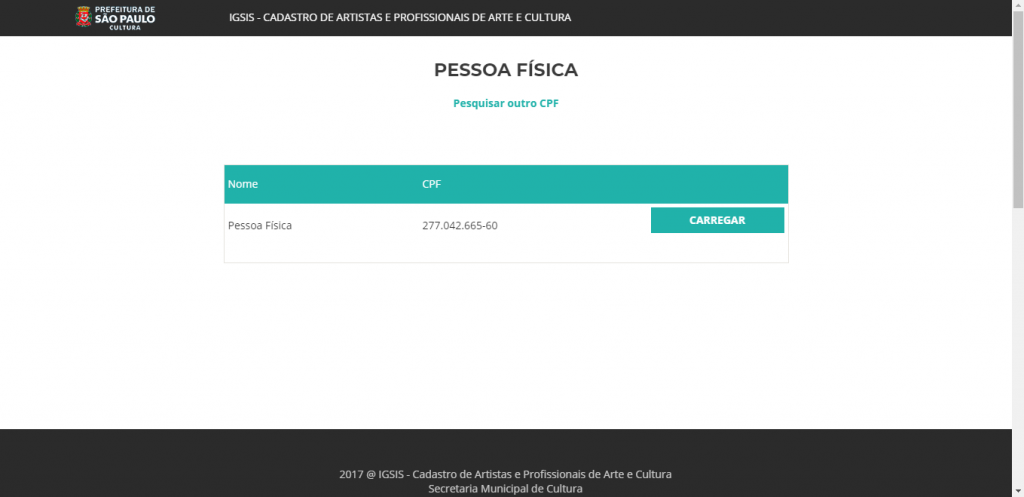 PREFEITURA DE
SÃO PAULO
CULTURA
IGSIS - CADASTRO DE ARTISTAS E PROFISSIONAIS DE ARTE E CULTURA
PESSOA FÍSICA
Pesquisar outro CPF
Nome CPF
Pessoa Física 277.042.665-60 CARREGAR
2017 @ IGSIS - Cadastro de Artistas e Profissionais de Arte e Cultura
Secretaria Municipal de Cultura